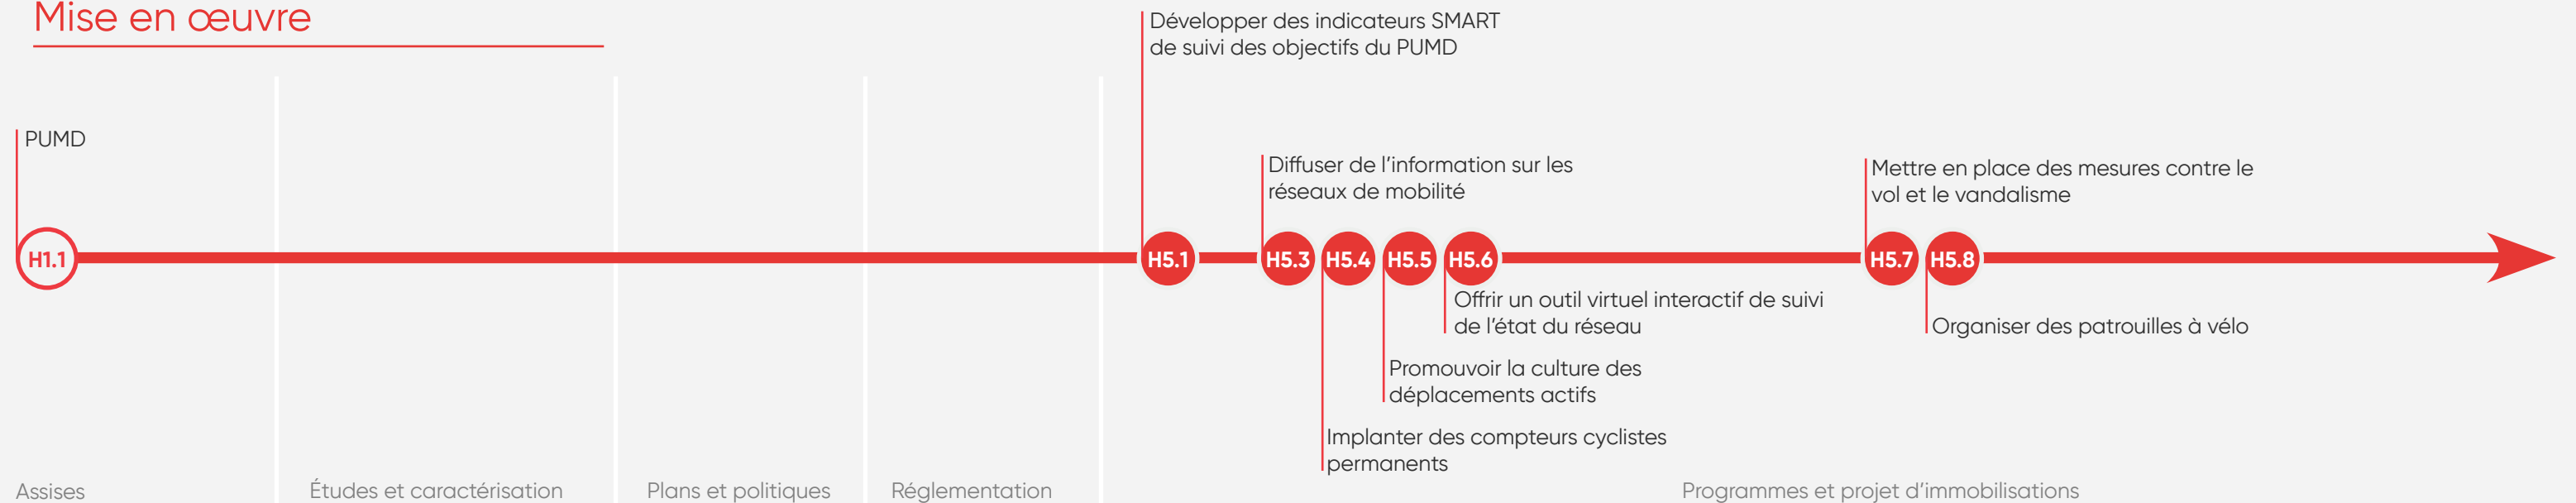 Mise en œuvre
Développer des indicateurs SMART
de suivi des objectifs du PUMD
PUMD
Diffuser de l’information sur les
réseaux de mobilité
Mettre en place des mesures contre le
vol et le vandalisme
H1.1
H5.1
H5.3
H5.4
H5.5
H5.6
H5.7
H5.8
Offrir un outil virtuel interactif de suivi
de l’état du réseau
Organiser des patrouilles à vélo
Promouvoir la culture des
déplacements actifs
Implanter des compteurs cyclistes
permanents
Assises
Études et caractérisation
Plans et politiques
Réglementation
Programmes et projet d’immobilisations